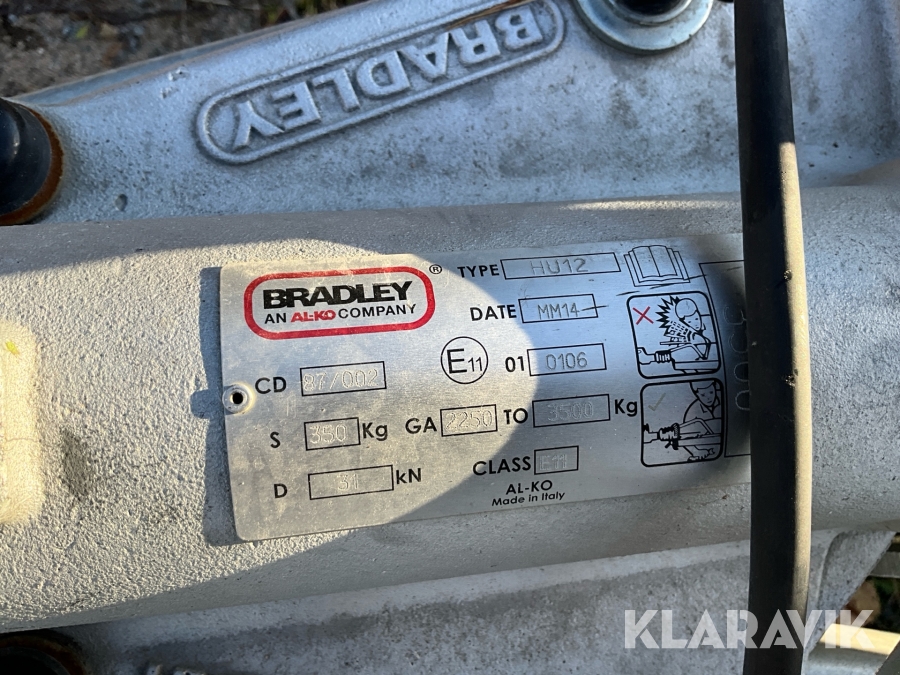 BRADLEY
BRADLEY ®
AN AL-KO COMPANY
TYPE HU12
DATE MM14
E11 01 0106
CD 87/002
S 350 Kg GA 2250 TO 3500 Kg
D 31 kN
CLASS E11
AL-KO
Made in Italy
KLARAVIK